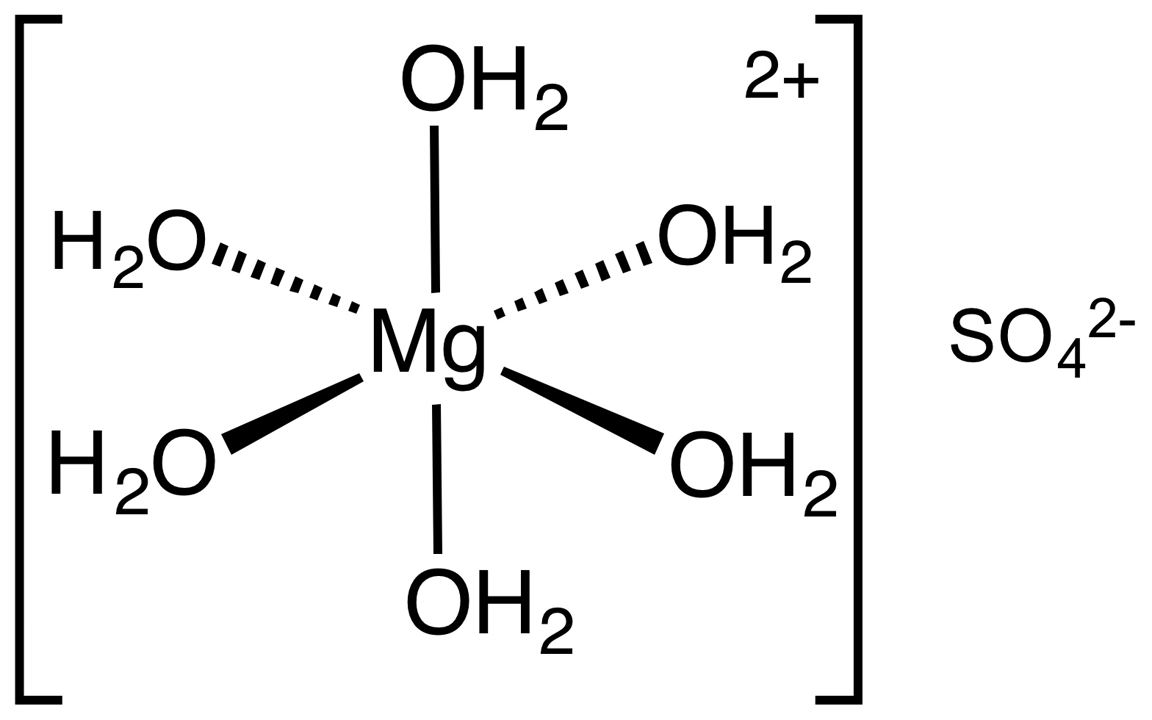 OH₂ 2+
H₂O OH₂
Mg SO₄²⁻
H₂O OH₂
OH₂